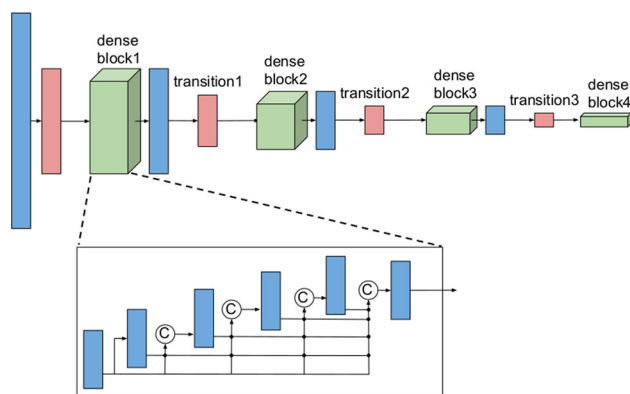 dense
block1
transition1
dense
block2
transition2
dense
block3
transition3
dense
block4
C
C
C
C